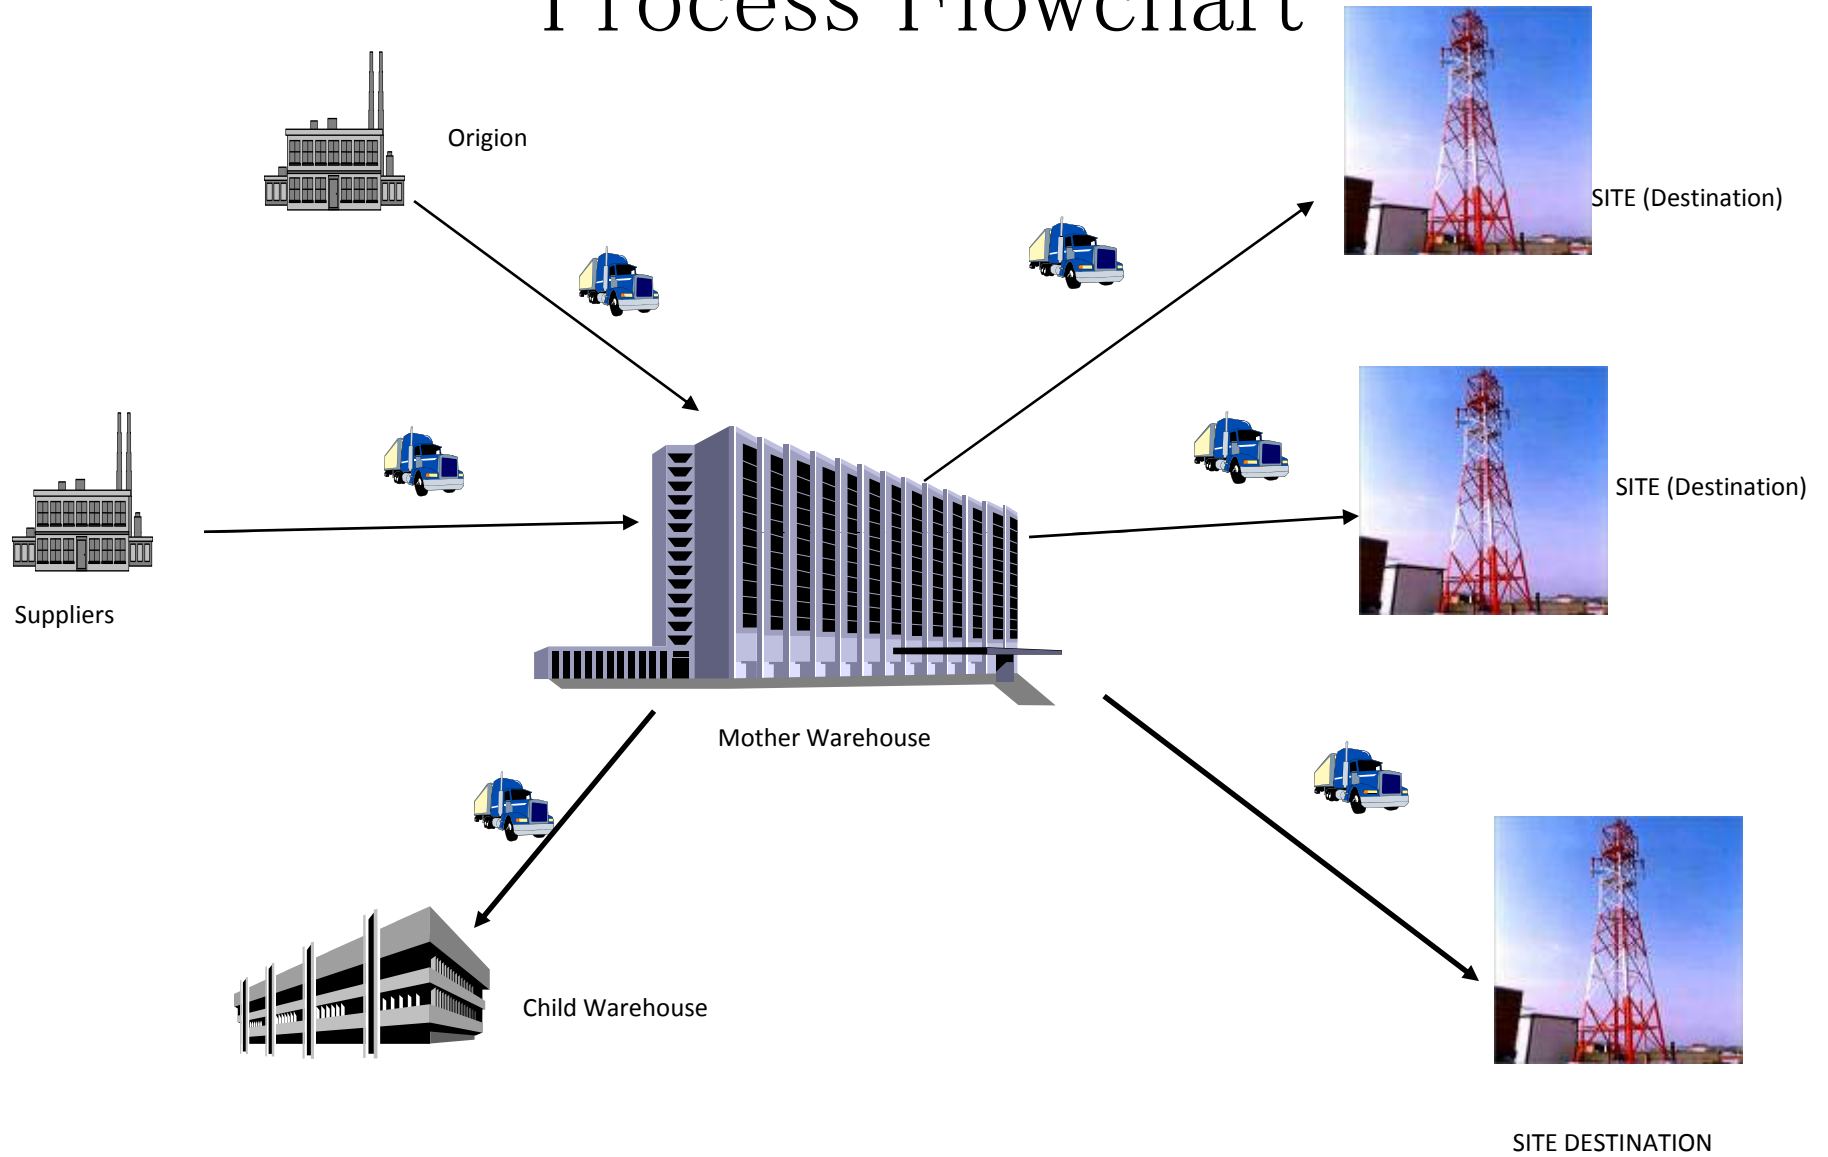 Process Flowchart
Origion
SITE (Destination)
SITE (Destination)
Suppliers
Mother Warehouse
Child Warehouse
SITE DESTINATION